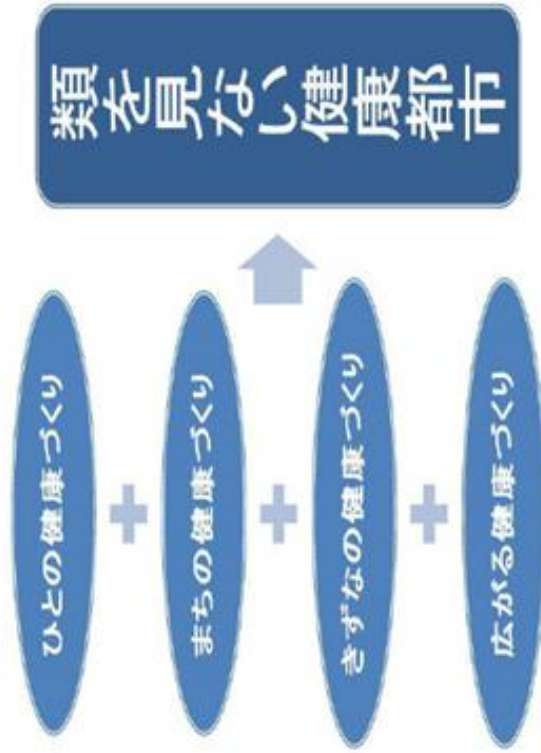 ひとの健康づくり
まちの健康づくり
きずなの健康づくり
広がる健康づくり
類を見ない健康都市